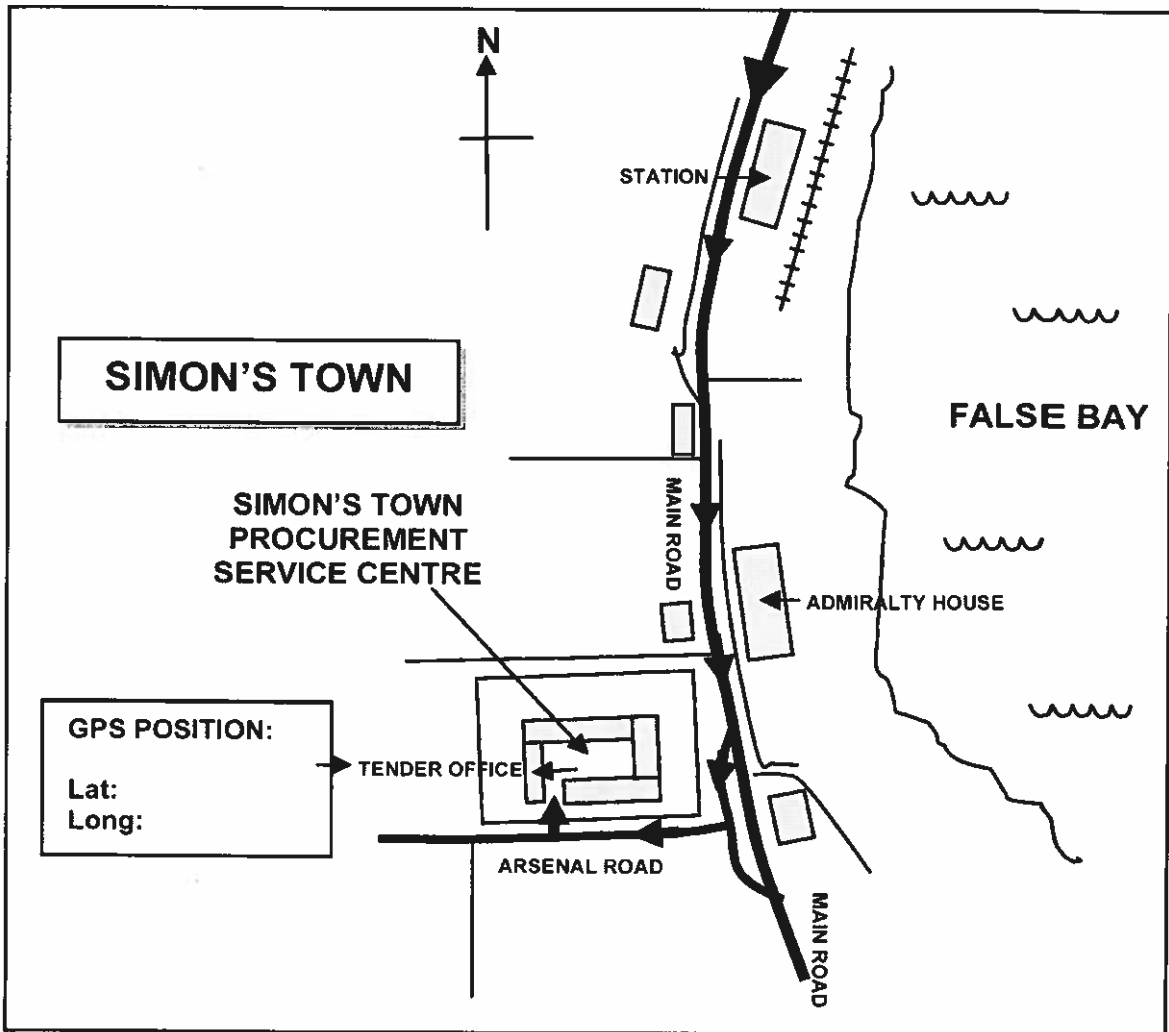 N
STATION
SIMON'S TOWN
FALSE BAY
SIMON'S TOWN
PROCUREMENT
SERVICE CENTRE
MAIN ROAD
ADMIRALTY HOUSE
GPS POSITION:
Lat:
Long:
TENDER OFFICE
ARSENAL ROAD
MAIN ROAD